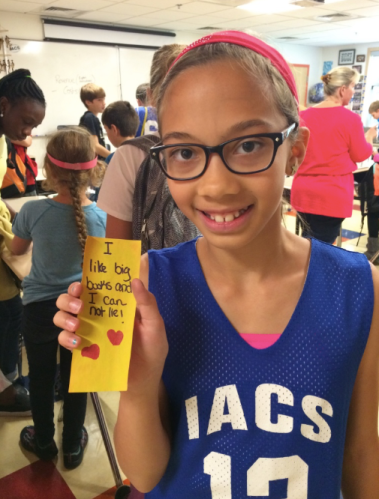 I
like big
books and
I can
not lie!
IACS
12